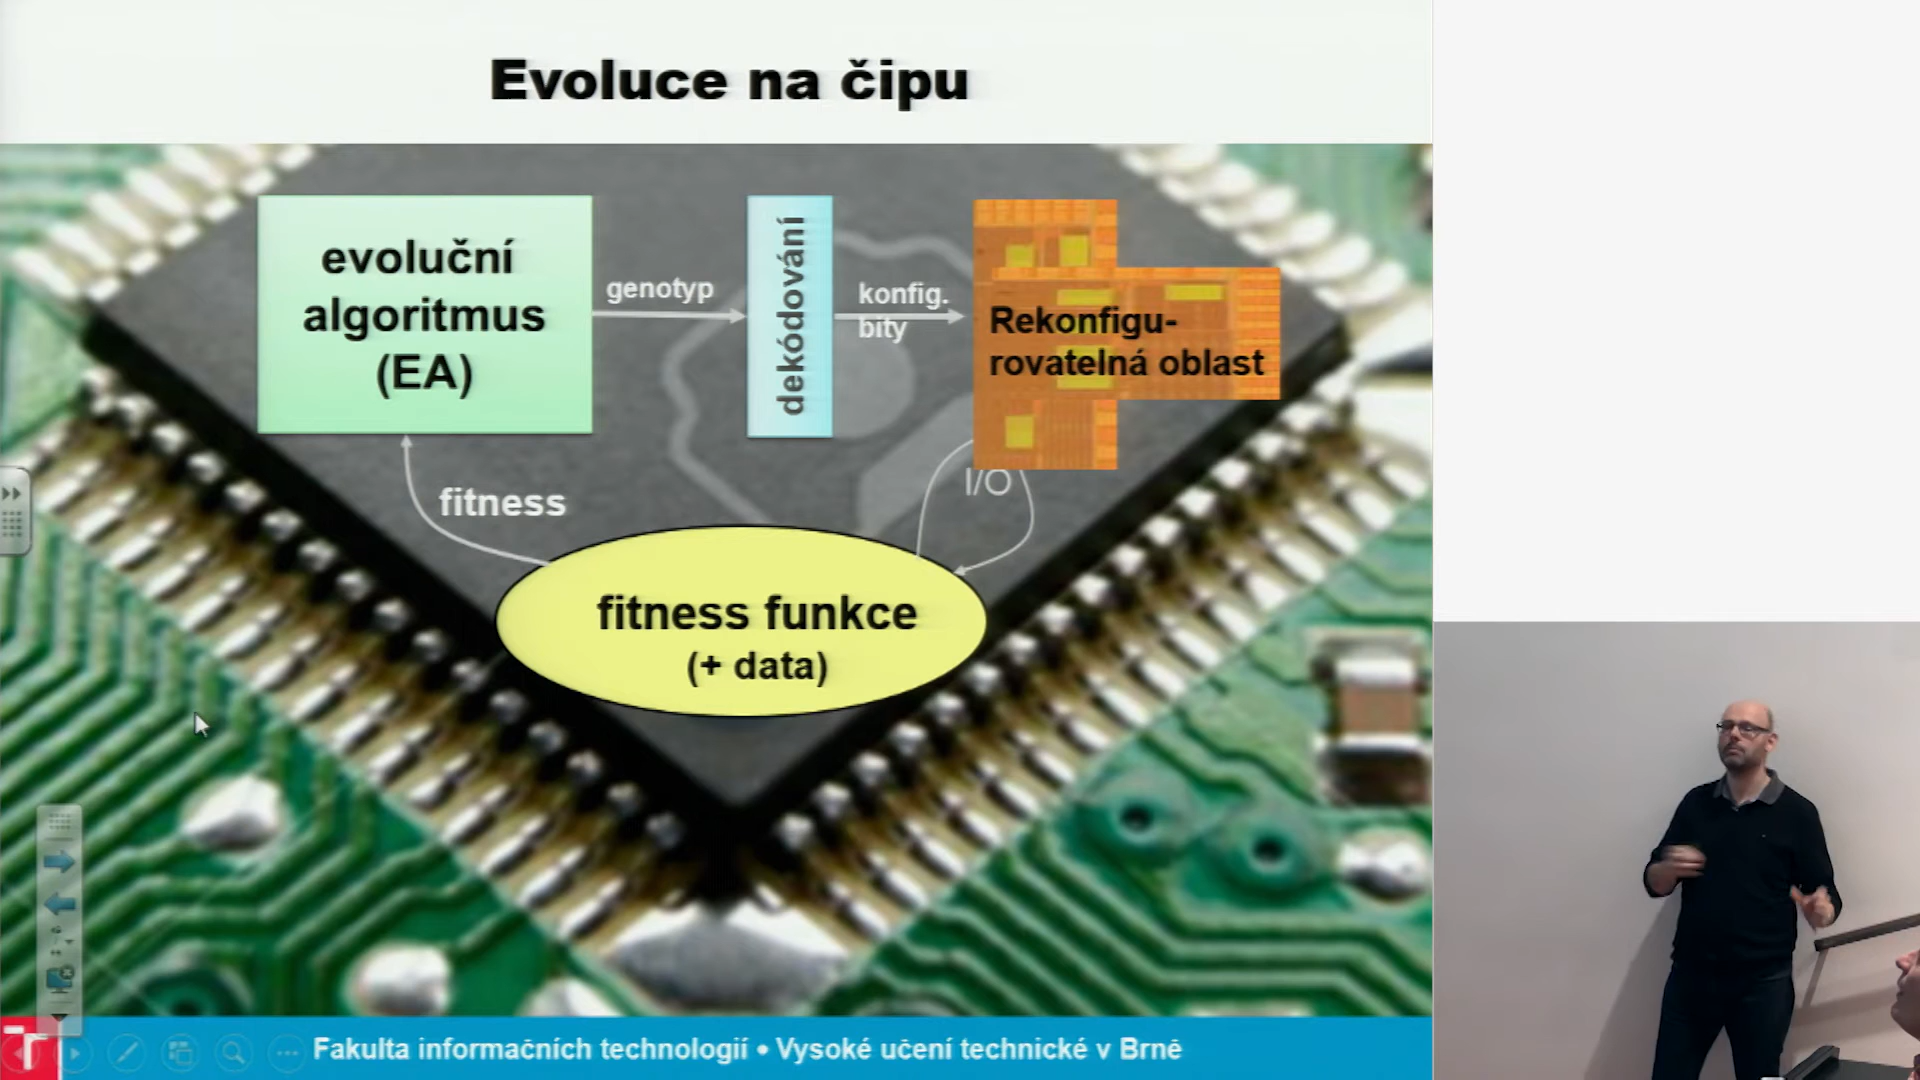 Evoluce na čipu
evoluční
algoritmus
(EA)
genotyp
dekódování
konfig.
bity
Rekonfigu-
rovatelná oblast
I/O
fitness
fitness funkce
(+ data)
Fakulta informačních technologií • Vysoké učení technické v Brně